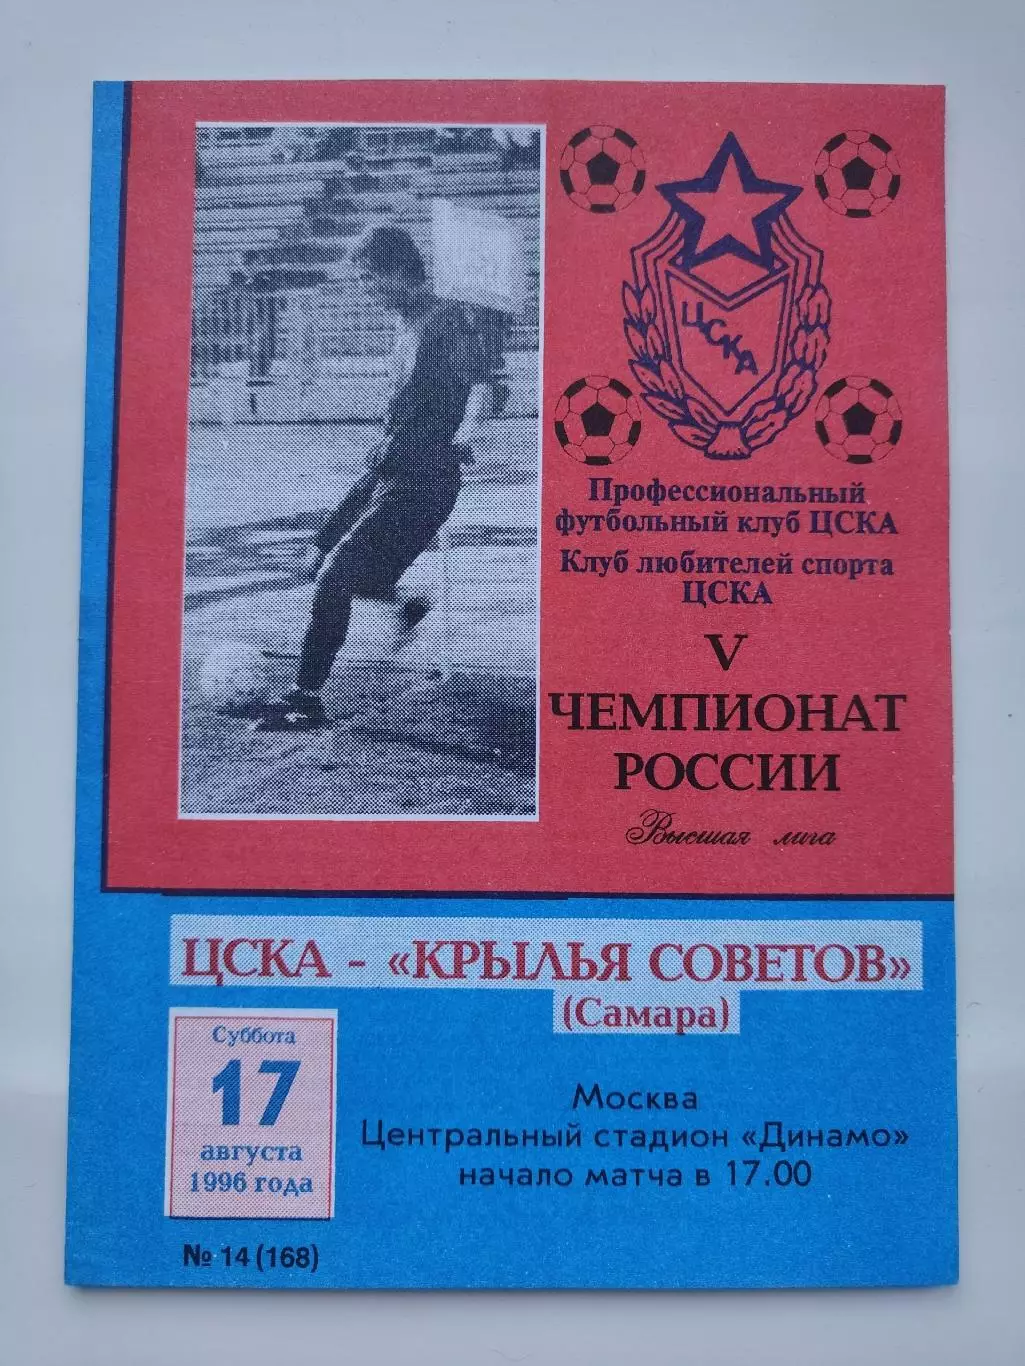 ЦСКА
Профессиональный
футбольный клуб ЦСКА
Клуб любителей спорта
ЦСКА
V
ЧЕМПИОНАТ
РОССИИ
Высшая лига
ЦСКА - «КРЫЛЬЯ СОВЕТОВ»
(Самара)
Суббота
17
августа
1996 года
Москва
Центральный стадион «Динамо»
начало матча в 17.00
№ 14 (168)